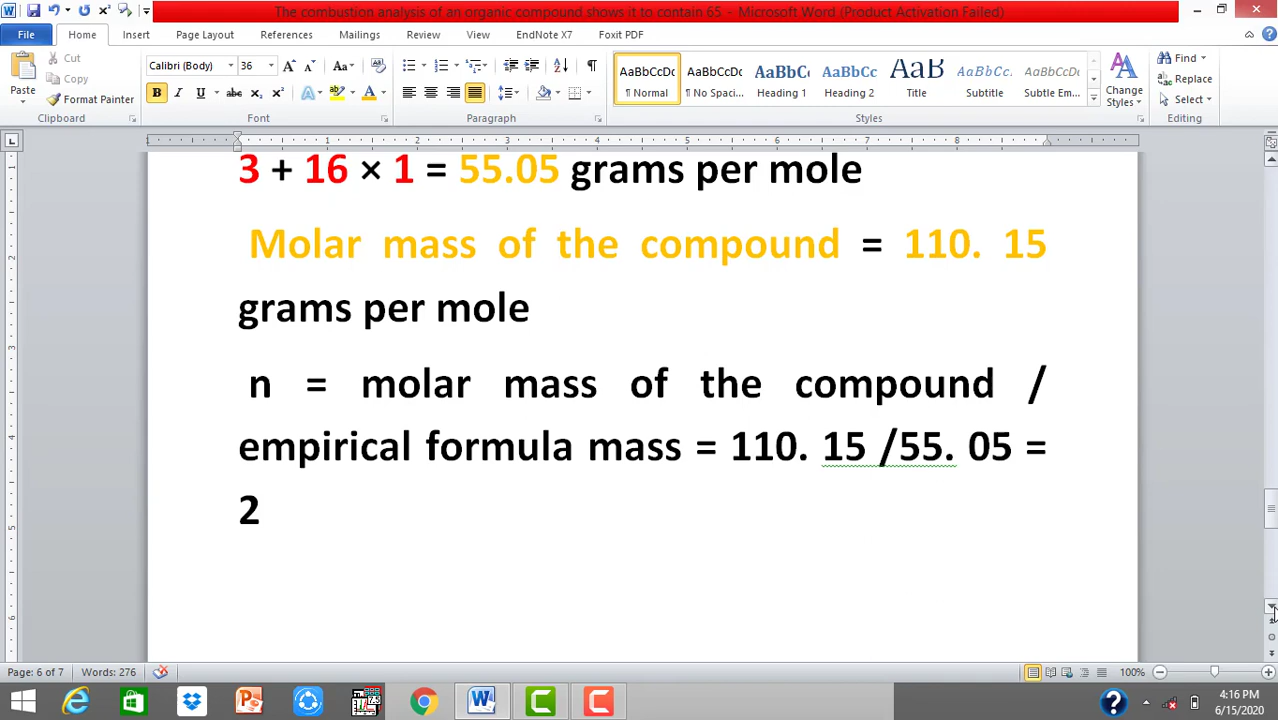 The combustion analysis of an organic compound shows it to contain 65 - Microsoft Word (Product Activation Failed)
File Home Insert Page Layout References Mailings Review View EndNote X7 Foxit PDF
Cut
Copy
Format Painter
Paste
Clipboard
Calibri (Body) 36
Font
Paragraph
AaBbCcDc AaBbCcDc AaBbCc AaBbCc AaB AaBbCcL AaBbCcDc
¶ Normal ¶ No Spaci... Heading 1 Heading 2 Title Subtitle Subtle Em...
Styles
Change Styles
Find
Replace
Select
Editing
3 + 16 × 1 = 55.05 grams per mole
Molar mass of the compound = 110. 15
grams per mole
n = molar mass of the compound /
empirical formula mass = 110. 15 /55. 05 =
2
Page: 6 of 7 Words: 276 100%
4:16 PM
6/15/2020